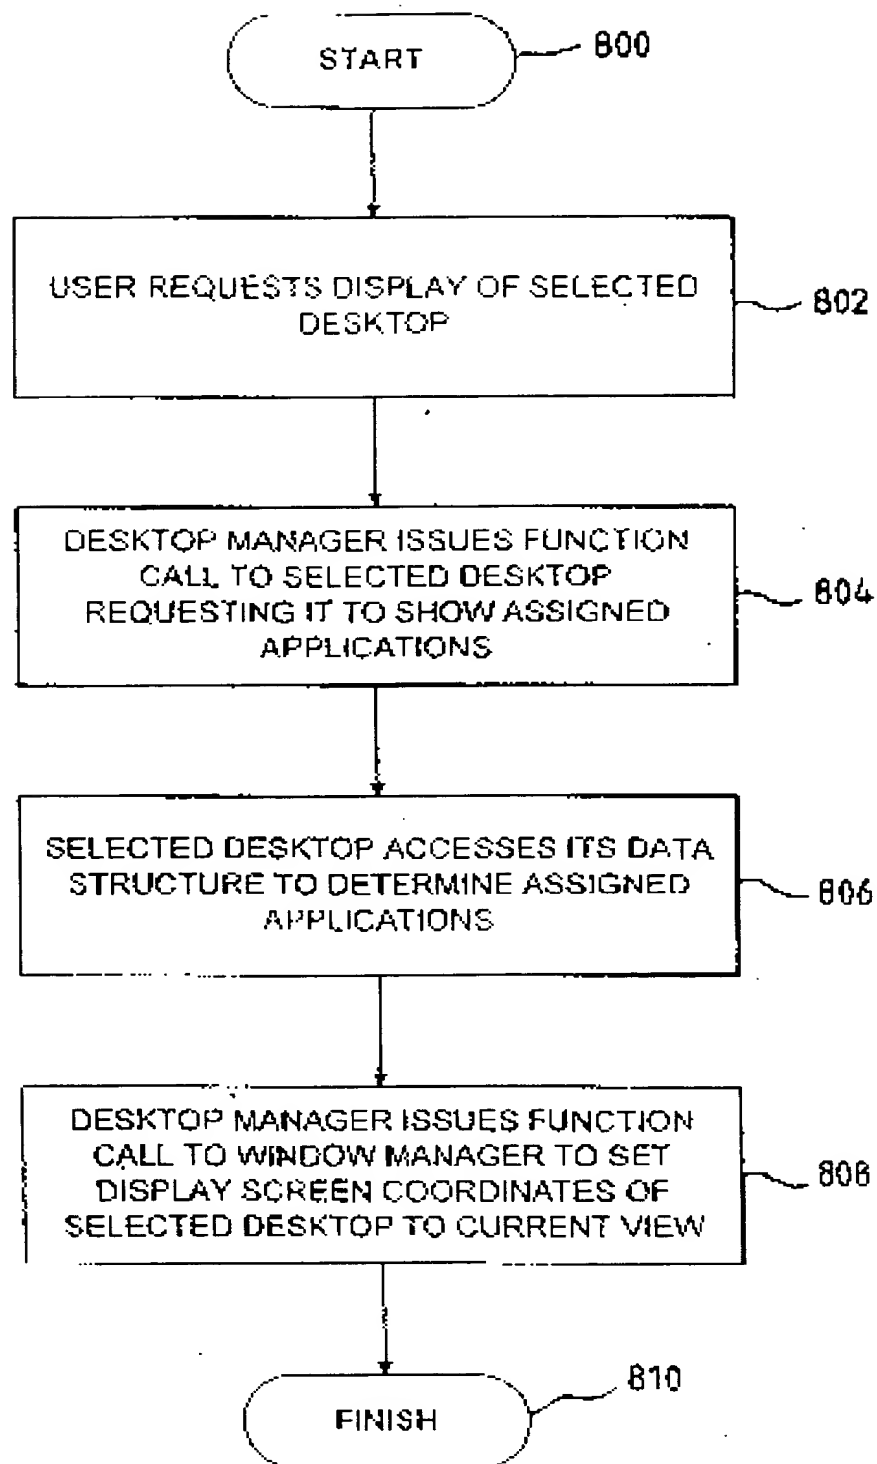 START
800
USER REQUESTS DISPLAY OF SELECTED
DESKTOP
802
DESKTOP MANAGER ISSUES FUNCTION
CALL TO SELECTED DESKTOP
REQUESTING IT TO SHOW ASSIGNED
APPLICATIONS
804
SELECTED DESKTOP ACCESSES ITS DATA
STRUCTURE TO DETERMINE ASSIGNED
APPLICATIONS
806
DESKTOP MANAGER ISSUES FUNCTION
CALL TO WINDOW MANAGER TO SET
DISPLAY SCREEN COORDINATES OF
SELECTED DESKTOP TO CURRENT VIEW
808
FINISH
810